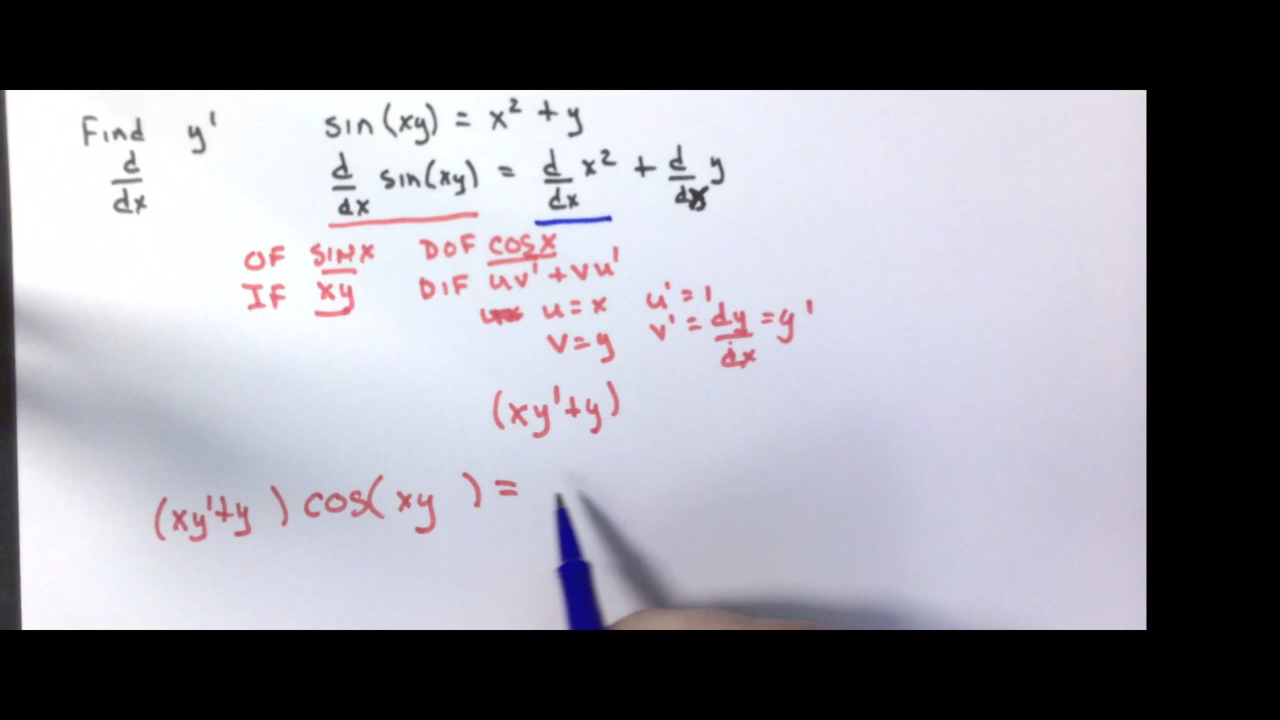 Find y' sin(xy) = x² + y
d/dx d/dx sin(xy) = d/dx x² + d/dx y
OF SINX DOF COSX
IF xy DIF uv' + vu'
u = x u' = 1
v = y v' = dy/dx = y'
(xy' + y)
(xy' + y) cos(xy) =